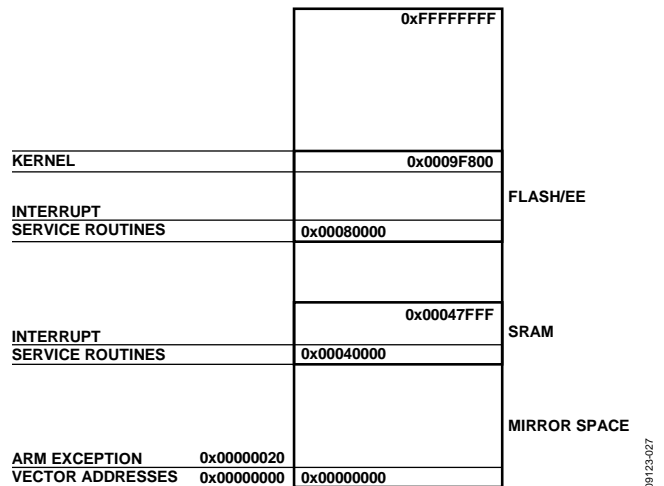 0xFFFFFFFF
KERNEL 0x0009F800
FLASH/EE
INTERRUPT
SERVICE ROUTINES 0x00080000
0x00047FFF
SRAM
INTERRUPT
SERVICE ROUTINES 0x00040000
MIRROR SPACE
ARM EXCEPTION 0x00000020
VECTOR ADDRESSES 0x00000000 0x00000000
09123-027